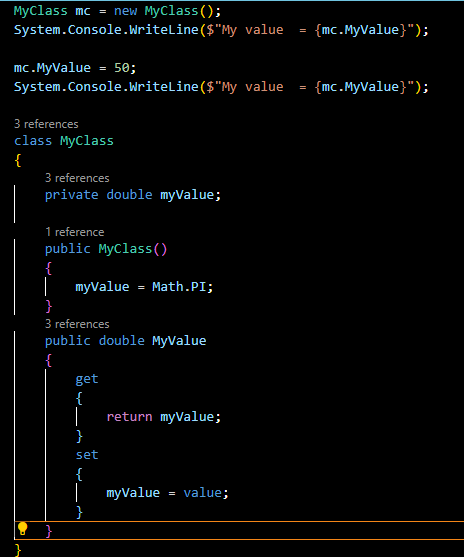 MyClass mc = new MyClass();
System.Console.WriteLine($"My value  = {mc.MyValue}");

mc.MyValue = 50;
System.Console.WriteLine($"My value  = {mc.MyValue}");

3 references
class MyClass
{
    3 references
    private double myValue;

    1 reference
    public MyClass()
    {
        myValue = Math.PI;
    }
    3 references
    public double MyValue
    {
        get
        {
            return myValue;
        }
        set
        {
            myValue = value;
        }
    }
}